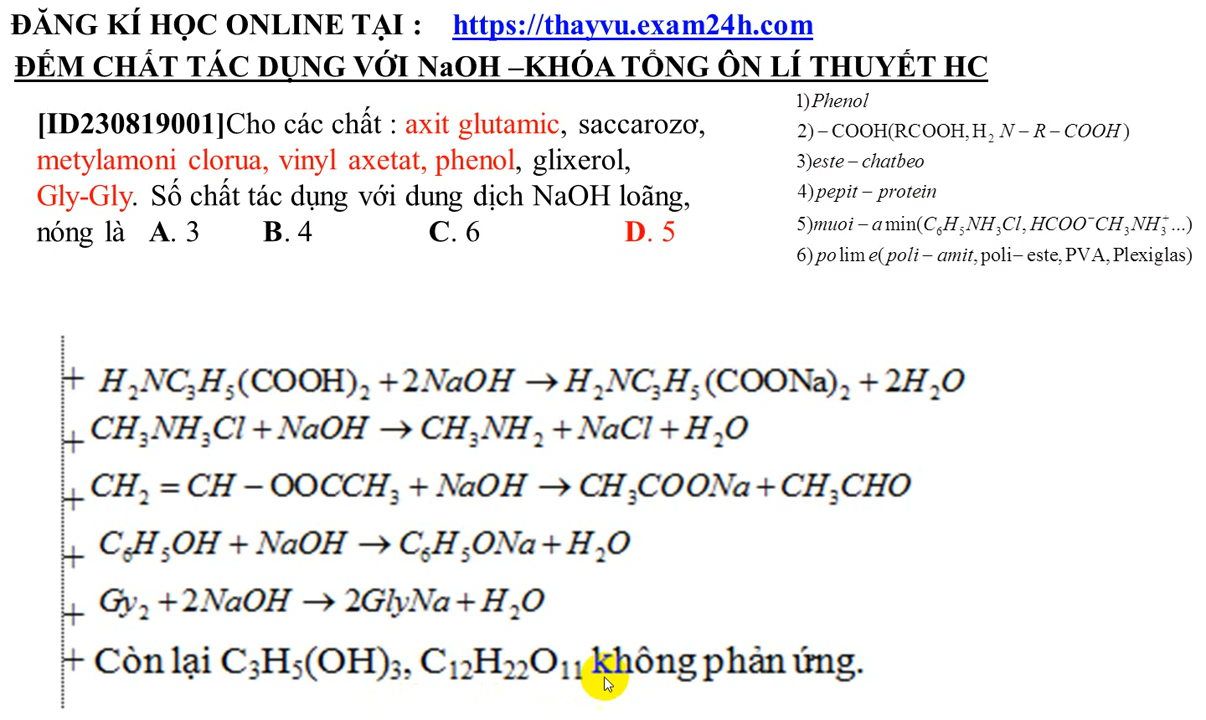 ĐĂNG KÍ HỌC ONLINE TẠI : https://thayvu.exam24h.com
ĐẾM CHẤT TÁC DỤNG VỚI NaOH –KHÓA TỔNG ÔN LÍ THUYẾT HC
[ID230819001]Cho các chất : axit glutamic, saccarozơ,
metylamoni clorua, vinyl axetat, phenol, glixerol,
Gly-Gly. Số chất tác dụng với dung dịch NaOH loãng,
nóng là A. 3 B. 4 C. 6 D. 5
1)Phenol
2)–COOH(RCOOH,H₂N–R–COOH)
3)este–chatbeo
4)pepit–protein
5)muoi–amin(C₆H₅NH₃Cl,HCOO⁻CH₃NH₃⁺...)
6)polime(poli–amit,poli–este,PVA,Plexiglas)
+ H₂NC₃H₅(COOH)₂ +2NaOH → H₂NC₃H₅(COONa)₂ +2H₂O
+ CH₃NH₃Cl + NaOH → CH₃NH₂ + NaCl + H₂O
+ CH₂ = CH – OOCCH₃ + NaOH → CH₃COONa + CH₃CHO
+ C₆H₅OH + NaOH → C₆H₅ONa + H₂O
+ Gy₂ +2NaOH → 2GlyNa + H₂O
+ Còn lại C₃H₅(OH)₃, C₁₂H₂₂O₁₁ không phản ứng.